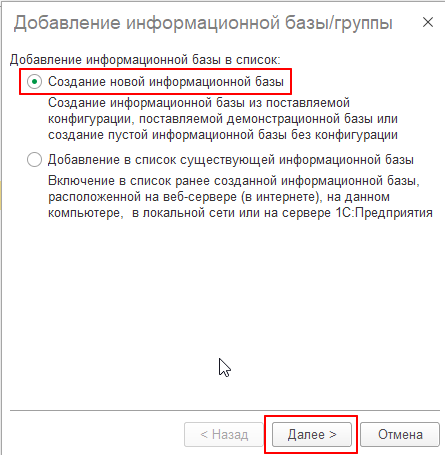 Добавление информационной базы/группы
Добавление информационной базы в список:
Создание новой информационной базы
Создание информационной базы из поставляемой
конфигурации, поставляемой демонстрационной базы или
создание пустой информационной базы без конфигурации
Добавление в список существующей информационной базы
Включение в список ранее созданной информационной базы,
расположенной на веб-сервере (в интернете), на данном
компьютере, в локальной сети или на сервере 1С:Предприятия
< Назад
Далее >
Отмена